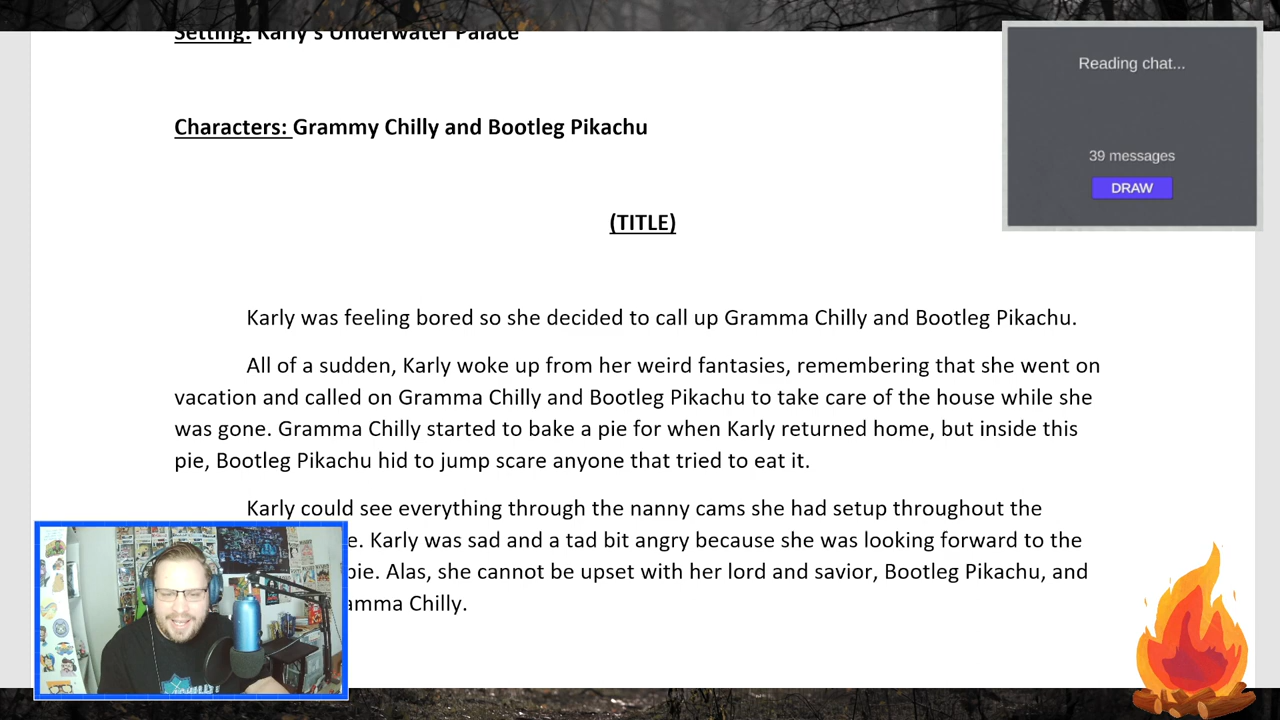 Setting: Karly's Underwater Palace
Reading chat...
Characters: Grammy Chilly and Bootleg Pikachu
39 messages
DRAW
(TITLE)
Karly was feeling bored so she decided to call up Gramma Chilly and Bootleg Pikachu.
All of a sudden, Karly woke up from her weird fantasies, remembering that she went on
vacation and called on Gramma Chilly and Bootleg Pikachu to take care of the house while she
was gone. Gramma Chilly started to bake a pie for when Karly returned home, but inside this
pie, Bootleg Pikachu hid to jump scare anyone that tried to eat it.
Karly could see everything through the nanny cams she had setup throughout the
e. Karly was sad and a tad bit angry because she was looking forward to the
pie. Alas, she cannot be upset with her lord and savior, Bootleg Pikachu, and
amma Chilly.